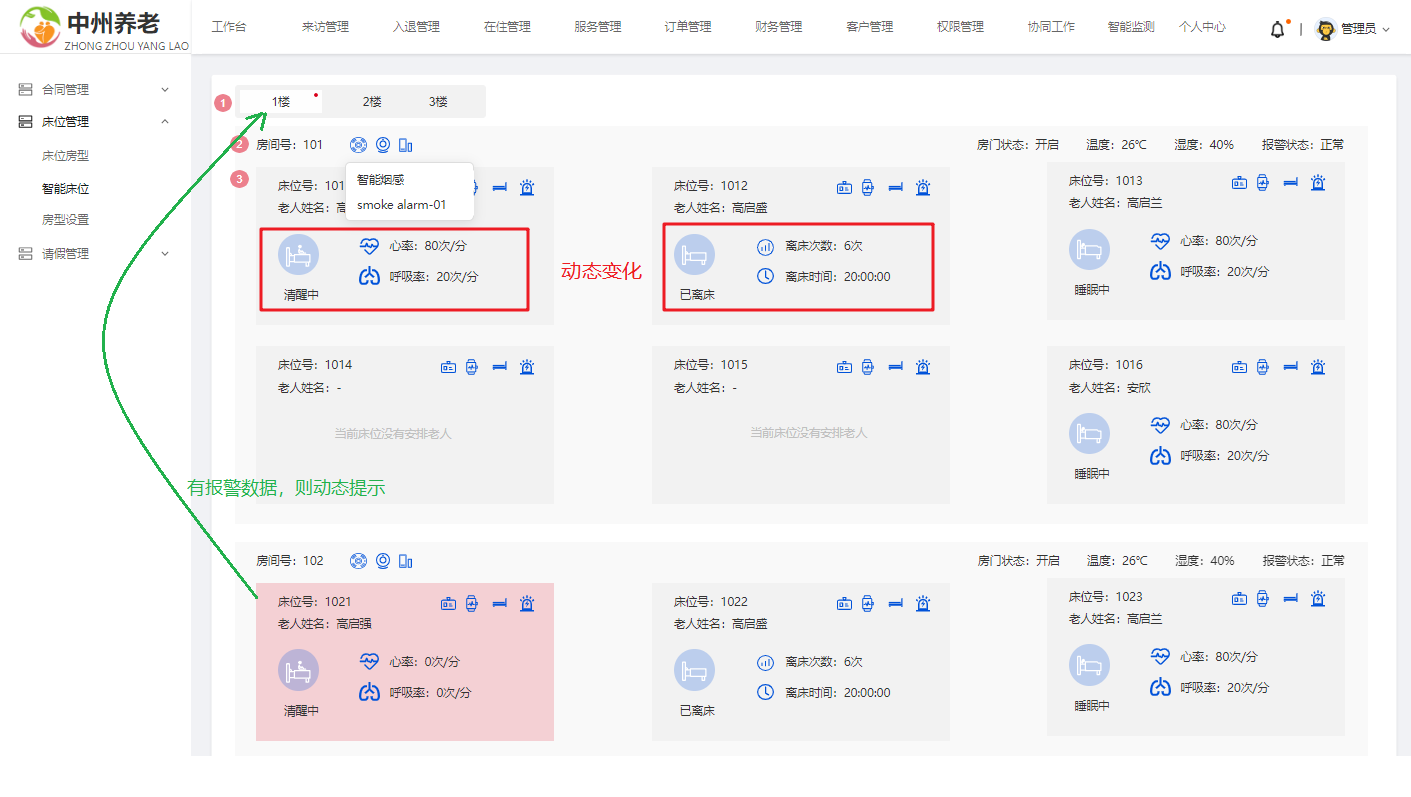 中州养老
ZHONG ZHOU YANG LAO
工作台 来访管理 入退管理 在住管理 服务管理 订单管理 财务管理 客户管理 权限管理 协同工作 智能监测 个人中心 管理员
合同管理
床位管理
床位房型
智能床位
房型设置
请假管理
1 1楼 2楼 3楼
2 房间号：101 房门状态：开启 温度：26℃ 湿度：40% 报警状态：正常
智能烟感
smoke alarm-01
3 床位号：101
老人姓名：高
心率：80次/分
呼吸率：20次/分
清醒中
动态变化
床位号：1012
老人姓名：高启盛
离床次数：6次
离床时间：20:00:00
已离床
床位号：1013
老人姓名：高启兰
心率：80次/分
呼吸率：20次/分
睡眠中
床位号：1014
老人姓名：-
当前床位没有安排老人
床位号：1015
老人姓名：-
当前床位没有安排老人
床位号：1016
老人姓名：安欣
心率：80次/分
呼吸率：20次/分
睡眠中
有报警数据，则动态提示
房间号：102 房门状态：开启 温度：26℃ 湿度：40% 报警状态：正常
床位号：1021
老人姓名：高启强
心率：0次/分
呼吸率：0次/分
清醒中
床位号：1022
老人姓名：高启盛
离床次数：6次
离床时间：20:00:00
已离床
床位号：1023
老人姓名：高启兰
心率：80次/分
呼吸率：20次/分
睡眠中